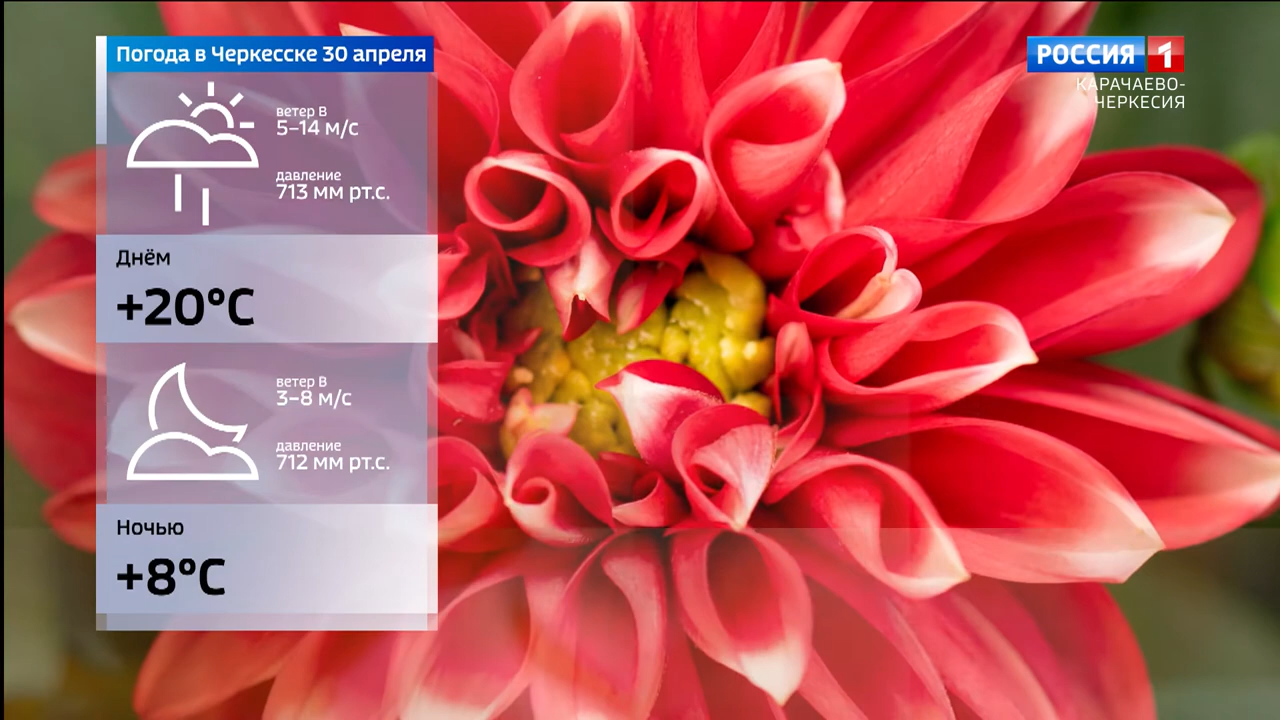 Погода в Черкесске 30 апреля
РОССИЯ 1
КАРАЧАЕВО-
ЧЕРКЕСИЯ
ветер В
5–14 м/с
давление
713 мм рт.с.
Днём
+20°C
ветер В
3–8 м/с
давление
712 мм рт.с.
Ночью
+8°C